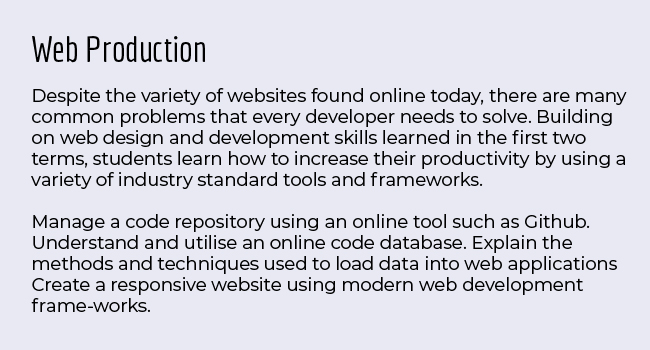 Web Production
Despite the variety of websites found online today, there are many
common problems that every developer needs to solve. Building
on web design and development skills learned in the first two
terms, students learn how to increase their productivity by using a
variety of industry standard tools and frameworks.
Manage a code repository using an online tool such as Github.
Understand and utilise an online code database. Explain the
methods and techniques used to load data into web applications
Create a responsive website using modern web development
frame-works.